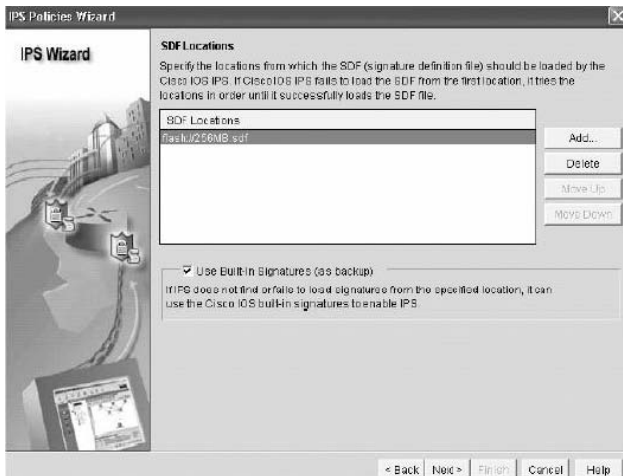 IPS Policies Wizard
IPS Wizard
SDF Locations
Specify the locations from which the SDF (signature definition file) should be loaded by the
Cisco IOS IPS. If Cisco IOS IPS fails to load the SDF from the first location, it tries the
locations in order until it successfully loads the SDF file.
SDF Locations
flash://256MB.sdf
Add...
Delete
Move Up
Move Down
Use Built-in Signatures (as backup)
If IPS does not find or fails to load signatures from the specified location, it can
use the Cisco IOS built-in signatures to enable IPS.
< Back Next > Finish Cancel Help